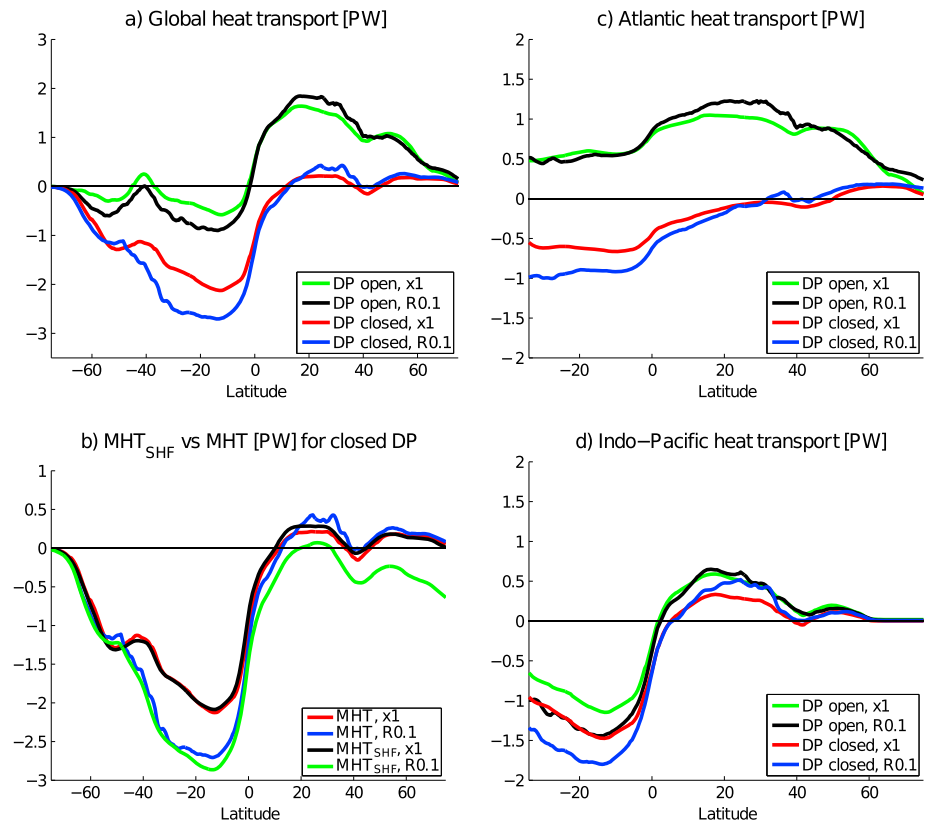 a) Global heat transport [PW]
3
2
1
0
−1
−2
−3
−60
−40
−20
0
20
40
60
Latitude
DP open, x1
DP open, R0.1
DP closed, x1
DP closed, R0.1
c) Atlantic heat transport [PW]
2
1.5
1
0.5
0
−0.5
−1
−1.5
−2
−20
0
20
40
60
Latitude
DP open, x1
DP open, R0.1
DP closed, x1
DP closed, R0.1
b) MHTSHF vs MHT [PW] for closed DP
1
0.5
0
−0.5
−1
−1.5
−2
−2.5
−3
−60
−40
−20
0
20
40
60
Latitude
MHT, x1
MHT, R0.1
MHTSHF, x1
MHTSHF, R0.1
d) Indo−Pacific heat transport [PW]
2
1.5
1
0.5
0
−0.5
−1
−1.5
−2
−20
0
20
40
60
Latitude
DP open, x1
DP open, R0.1
DP closed, x1
DP closed, R0.1